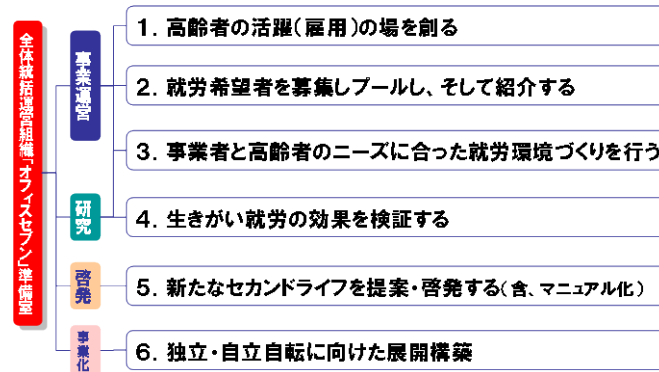 全体統括運営組織「オフィスセブン」準備室
事業運営
1. 高齢者の活躍(雇用)の場を創る
2. 就労希望者を募集しプールし、そして紹介する
3. 事業者と高齢者のニーズに合った就労環境づくりを行う
研究
4. 生きがい就労の効果を検証する
啓発
5. 新たなセカンドライフを提案・啓発する(含、マニュアル化)
事業化
6. 独立・自立自転に向けた展開構築